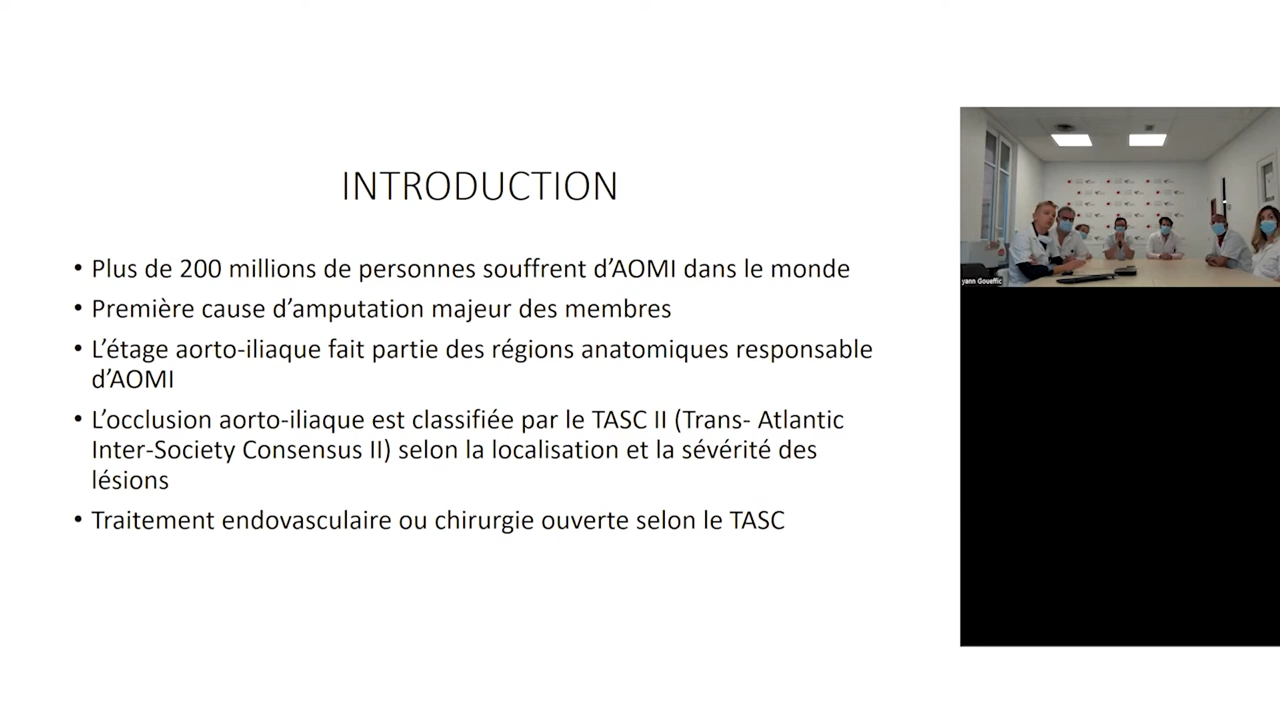 INTRODUCTION
• Plus de 200 millions de personnes souffrent d’AOMI dans le monde
• Première cause d’amputation majeur des membres
• L’étage aorto-iliaque fait partie des régions anatomiques responsable
d’AOMI
• L’occlusion aorto-iliaque est classifiée par le TASC II (Trans- Atlantic
Inter-Society Consensus II) selon la localisation et la sévérité des
lésions
• Traitement endovasculaire ou chirurgie ouverte selon le TASC
yann Goueffic